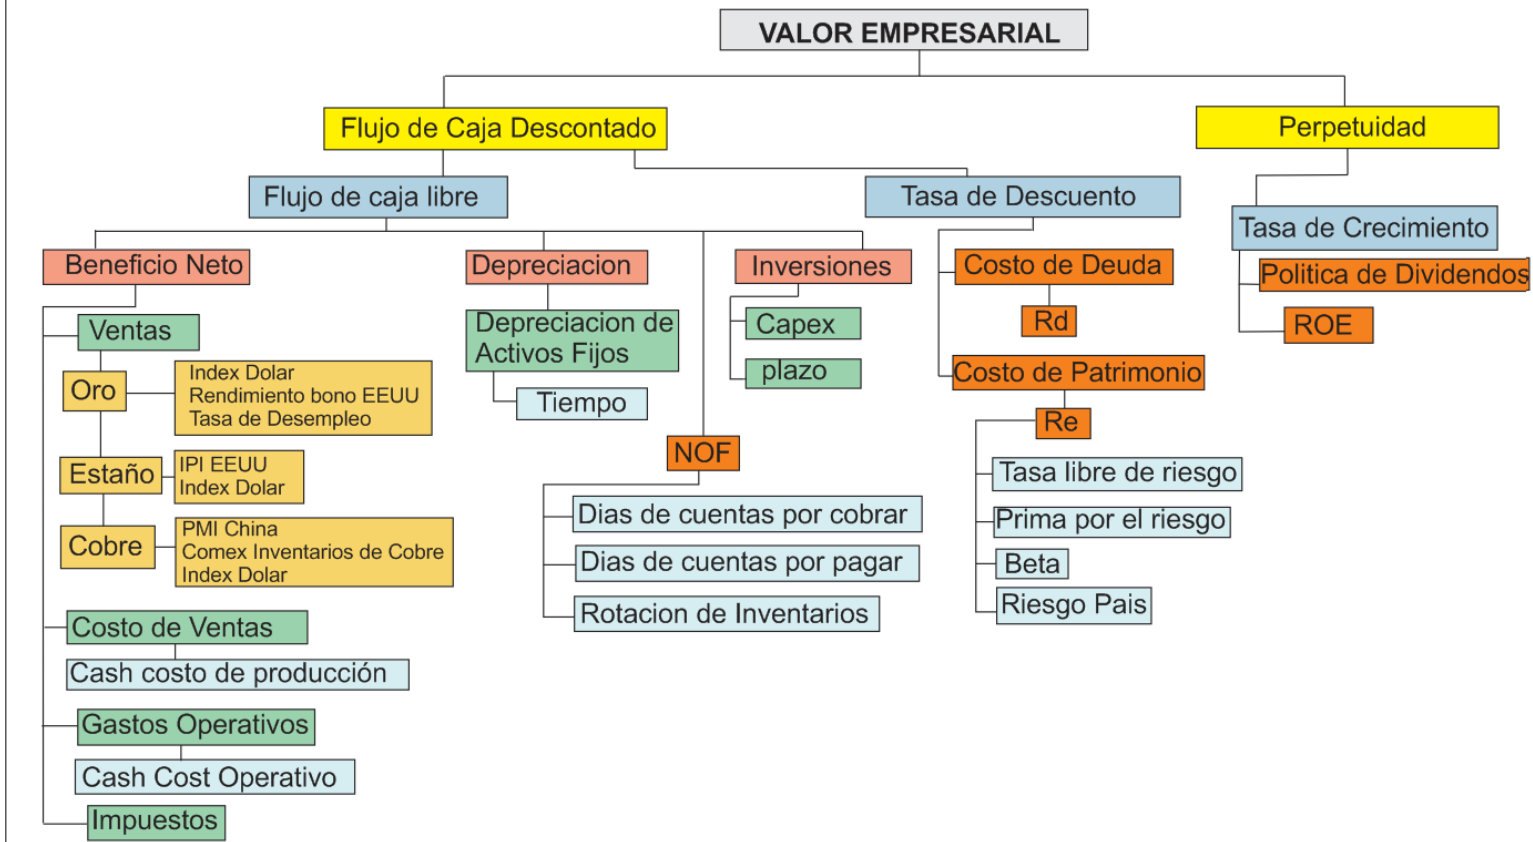 VALOR EMPRESARIAL
Flujo de Caja Descontado
Perpetuidad
Flujo de caja libre
Tasa de Descuento
Tasa de Crecimiento
Politica de Dividendos
ROE
Beneficio Neto
Depreciacion
Inversiones
Costo de Deuda
Rd
Ventas
Depreciacion de
Activos Fijos
Tiempo
Capex
plazo
Costo de Patrimonio
Re
Oro
Index Dolar
Rendimiento bono EEUU
Tasa de Desempleo
Estaño
IPI EEUU
Index Dolar
Cobre
PMI China
Comex Inventarios de Cobre
Index Dolar
NOF
Dias de cuentas por cobrar
Dias de cuentas por pagar
Rotacion de Inventarios
Tasa libre de riesgo
Prima por el riesgo
Beta
Riesgo Pais
Costo de Ventas
Cash costo de producción
Gastos Operativos
Cash Cost Operativo
Impuestos